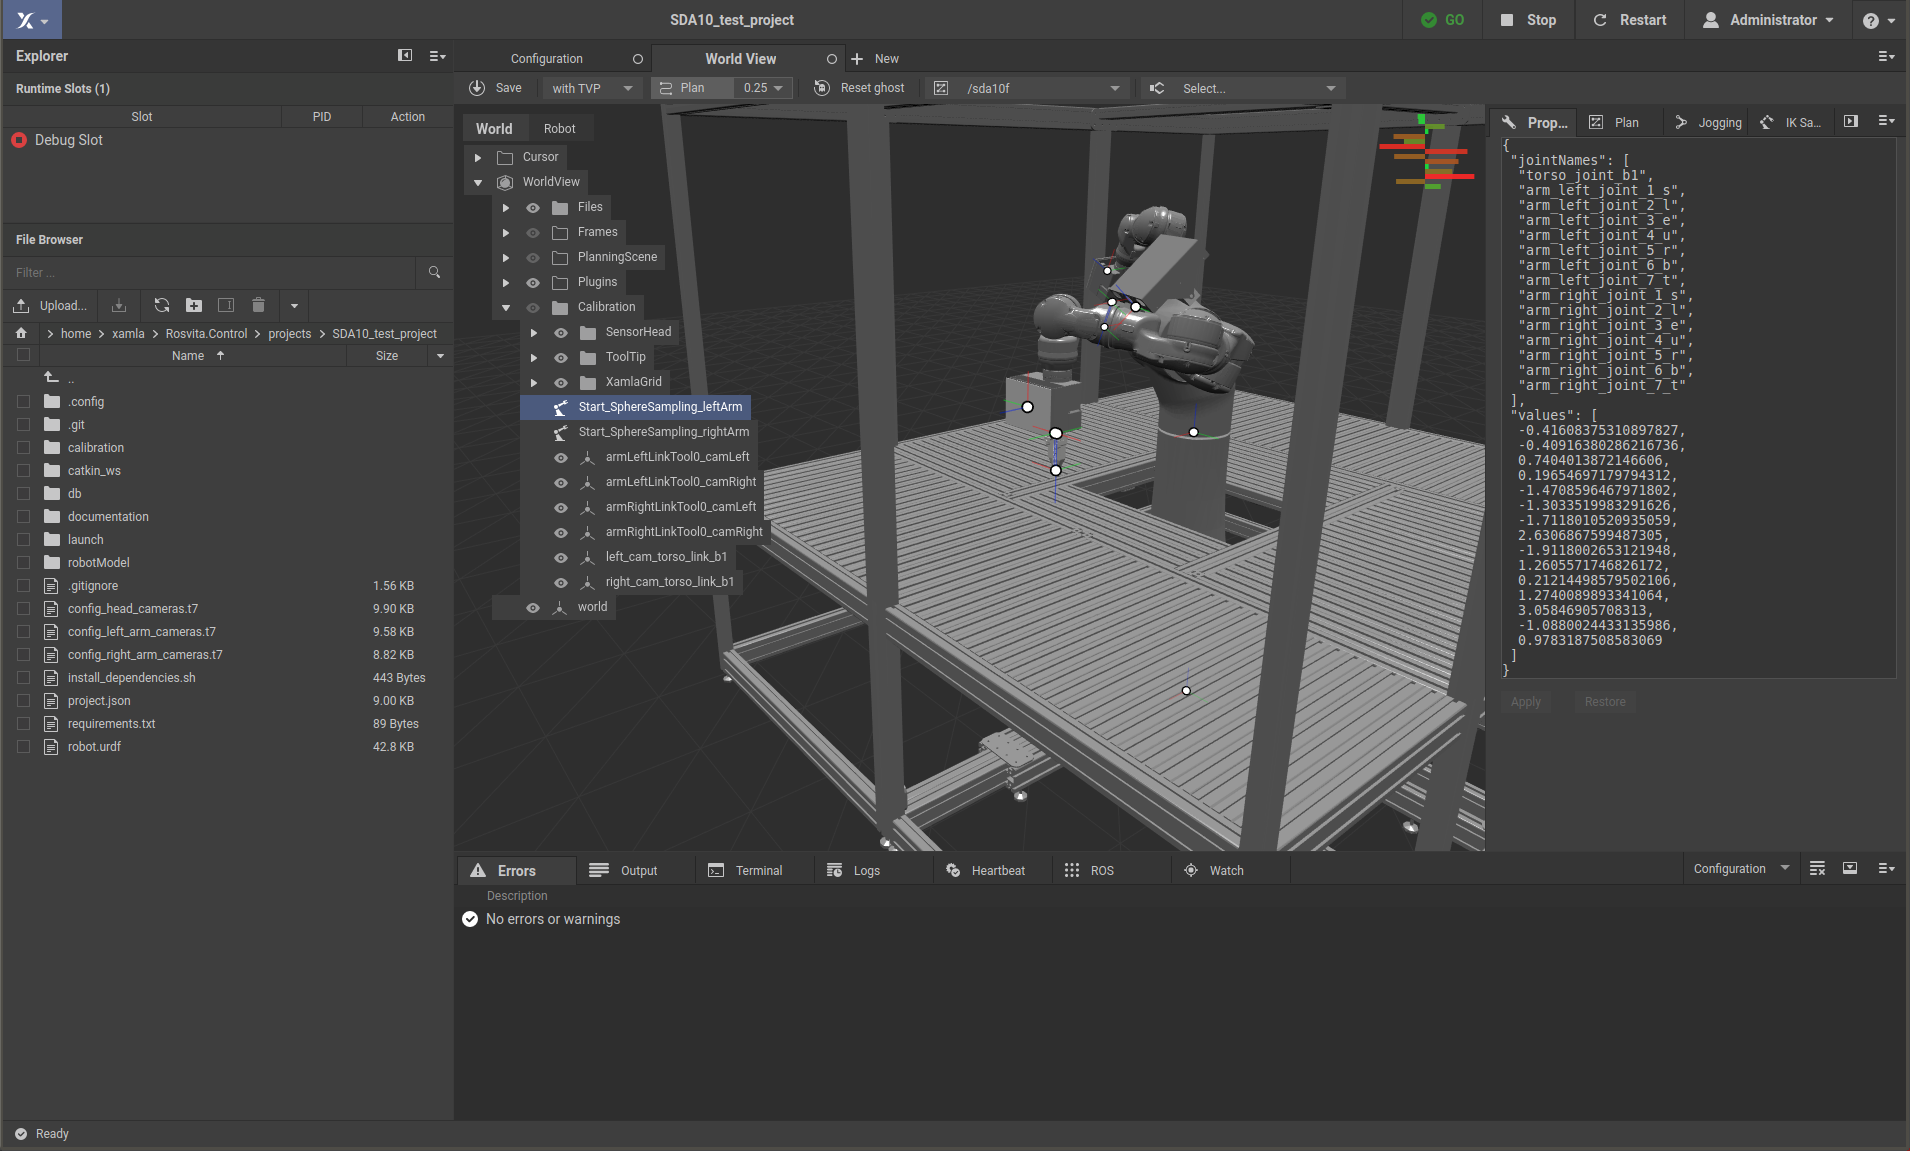 SDA10_test_project
GO
Stop
Restart
Administrator
Explorer
Runtime Slots (1)
Slot PID Action
Debug Slot
File Browser
Filter ...
Upload...
home xamla Rosvita.Control projects SDA10_test_project
Name Size
..
.config
.git
calibration
catkin_ws
db
documentation
launch
robotModel
.gitignore 1.56 KB
config_head_cameras.t7 9.90 KB
config_left_arm_cameras.t7 9.58 KB
config_right_arm_cameras.t7 8.82 KB
install_dependencies.sh 443 Bytes
project.json 9.00 KB
requirements.txt 89 Bytes
robot.urdf 42.8 KB
Ready
Configuration World View New
Save with TVP Plan 0.25 Reset ghost /sda10f Select...
World Robot
Cursor
WorldView
Files
Frames
PlanningScene
Plugins
Calibration
SensorHead
ToolTip
XamlaGrid
Start_SphereSampling_leftArm
Start_SphereSampling_rightArm
armLeftLinkTool0_camLeft
armLeftLinkTool0_camRight
armRightLinkTool0_camLeft
armRightLinkTool0_camRight
left_cam_torso_link_b1
right_cam_torso_link_b1
world
Prop... Plan Jogging IK Sa...
{
"jointNames": [
"torso_joint_b1",
"arm_left_joint_1_s",
"arm_left_joint_2_l",
"arm_left_joint_3_e",
"arm_left_joint_4_u",
"arm_left_joint_5_r",
"arm_left_joint_6_b",
"arm_left_joint_7_t",
"arm_right_joint_1_s",
"arm_right_joint_2_l",
"arm_right_joint_3_e",
"arm_right_joint_4_u",
"arm_right_joint_5_r",
"arm_right_joint_6_b",
"arm_right_joint_7_t"
],
"values": [
-0.41608375310897827,
-0.40916380286216736,
0.7404013872146606,
0.19654697179794312,
-1.4708596467971802,
-1.3033519983291626,
-1.7118010520935059,
2.6306867599487305,
-1.9118002653121948,
1.2605571746826172,
0.21214498579502106,
1.2740089893341064,
3.05846905708313,
-1.0880024433135986,
0.9783187508583069
]
}
Apply Restore
Errors Output Terminal Logs Heartbeat ROS Watch Configuration
Description
No errors or warnings